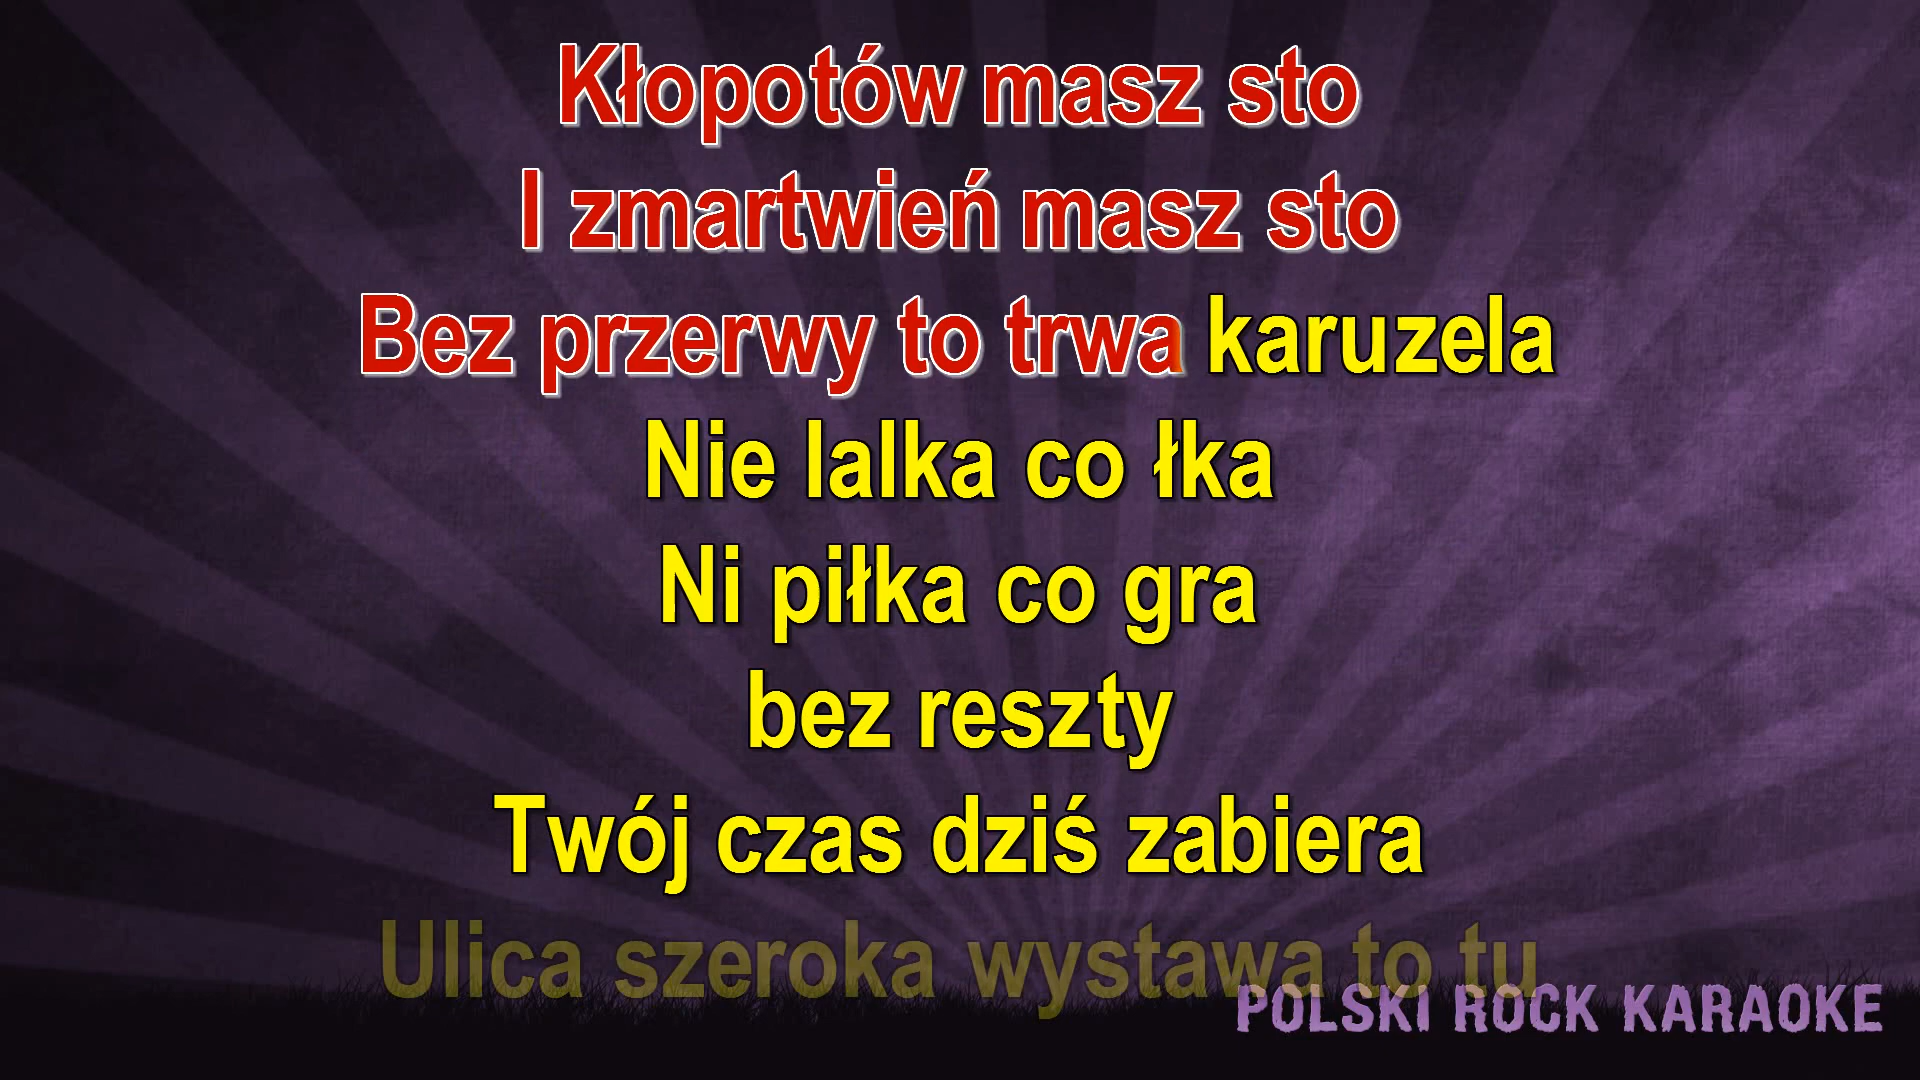 Kłopotów masz sto
I zmartwień masz sto
Bez przerwy to trwa karuzela
Nie lalka co łka
Ni piłka co gra
bez reszty
Twój czas dziś zabiera
Ulica szeroka wystawa to tu
POLSKI ROCK KARAOKE